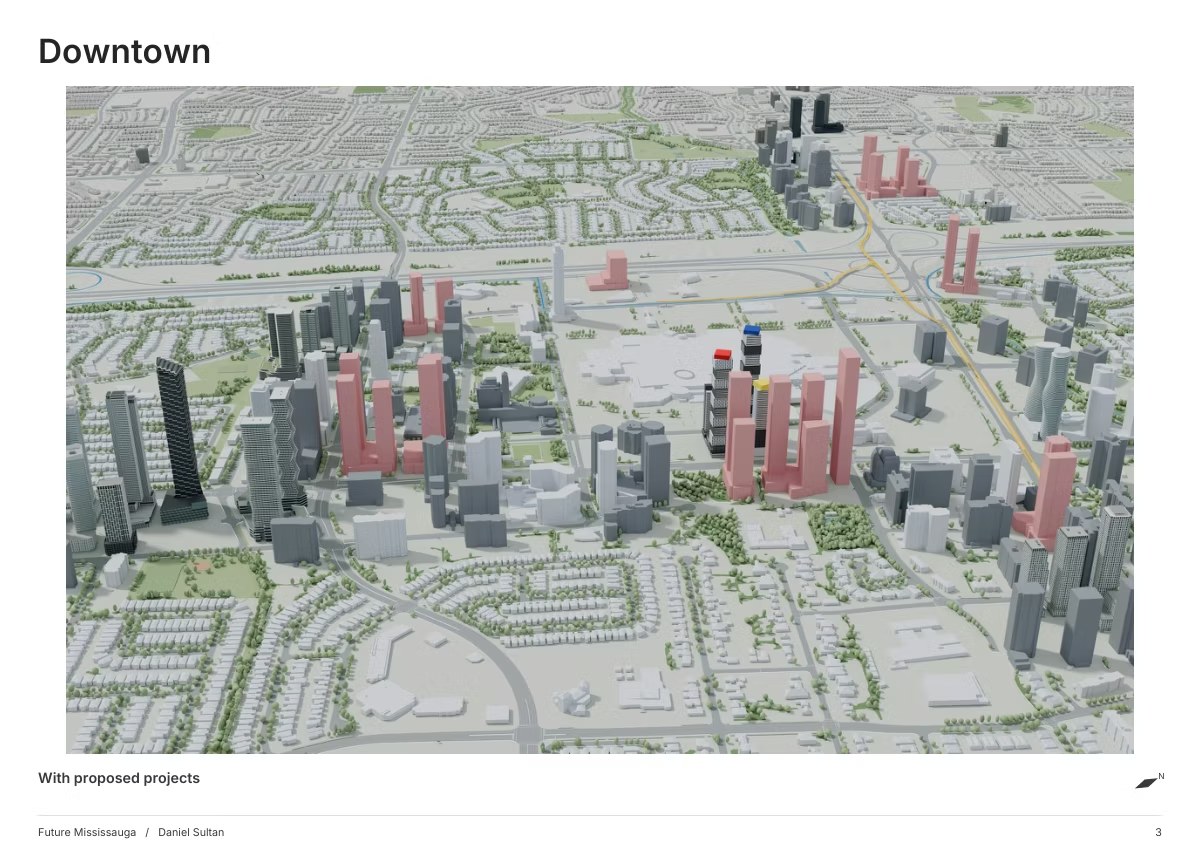 Downtown
With proposed projects
N
Future Mississauga / Daniel Sultan
3